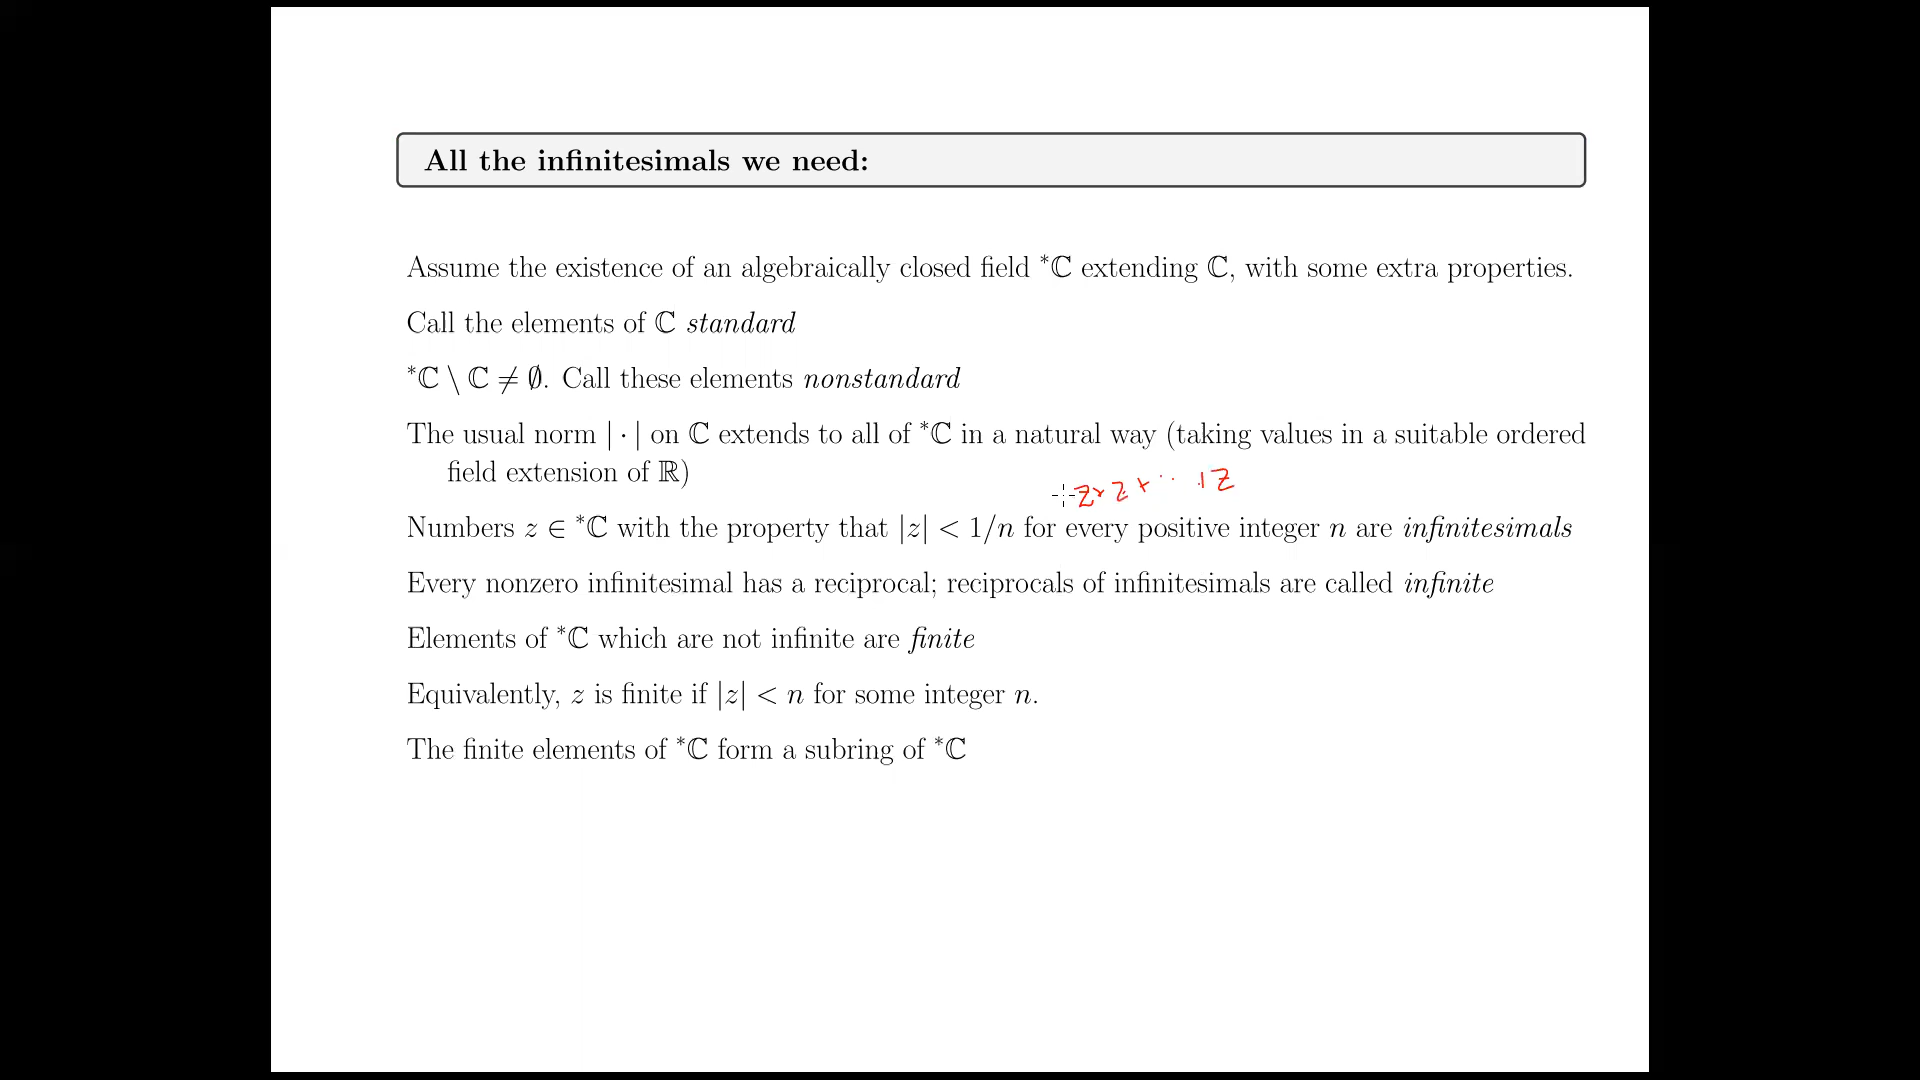 All the infinitesimals we need:
Assume the existence of an algebraically closed field *ℂ extending ℂ, with some extra properties.
Call the elements of ℂ standard
*ℂ \ ℂ ≠ ∅. Call these elements nonstandard
The usual norm | · | on ℂ extends to all of *ℂ in a natural way (taking values in a suitable ordered
field extension of ℝ)
z+z+ ··· +z
Numbers z ∈ *ℂ with the property that |z| < 1/n for every positive integer n are infinitesimals
Every nonzero infinitesimal has a reciprocal; reciprocals of infinitesimals are called infinite
Elements of *ℂ which are not infinite are finite
Equivalently, z is finite if |z| < n for some integer n.
The finite elements of *ℂ form a subring of *ℂ